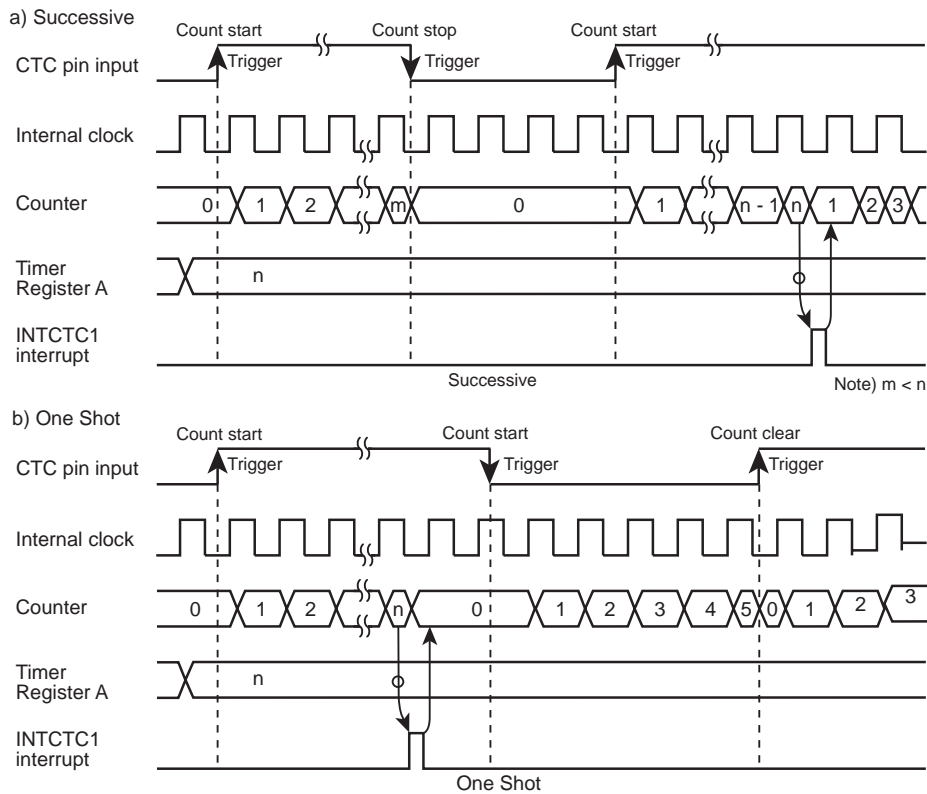 a) Successive
Count start Count stop Count start
CTC pin input Trigger Trigger Trigger
Internal clock
Counter 0 1 2 m 0 1 n - 1 n 1 2 3
Timer
Register A n
INTCTC1
interrupt
Successive Note) m < n
b) One Shot
Count start Count start Count clear
CTC pin input Trigger Trigger Trigger
Internal clock
Counter 0 1 2 n 0 1 2 3 4 5 0 1 2 3
Timer
Register A n
INTCTC1
interrupt
One Shot